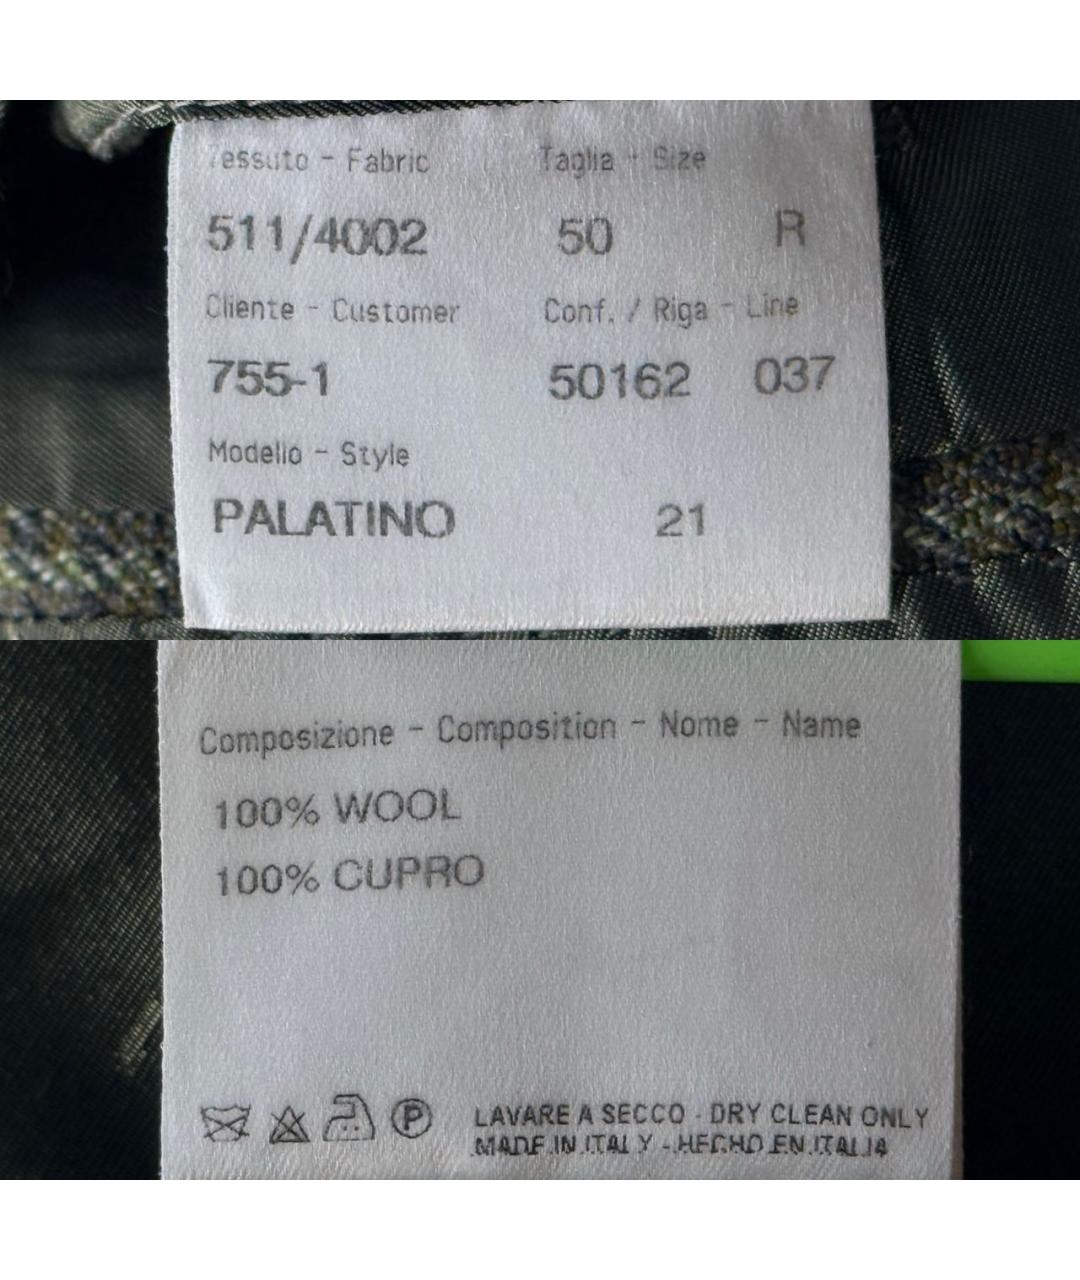 Tessuto - Fabric Taglia - Size
511/4002 50 R
Cliente - Customer Conf. / Riga - Line
755-1 50162 037
Modello - Style
PALATINO 21
Composizione - Composition - Nome - Name
100% WOOL
100% CUPRO
P LAVARE A SECCO - DRY CLEAN ONLY
MADE IN ITALY - HECHO EN ITALIA